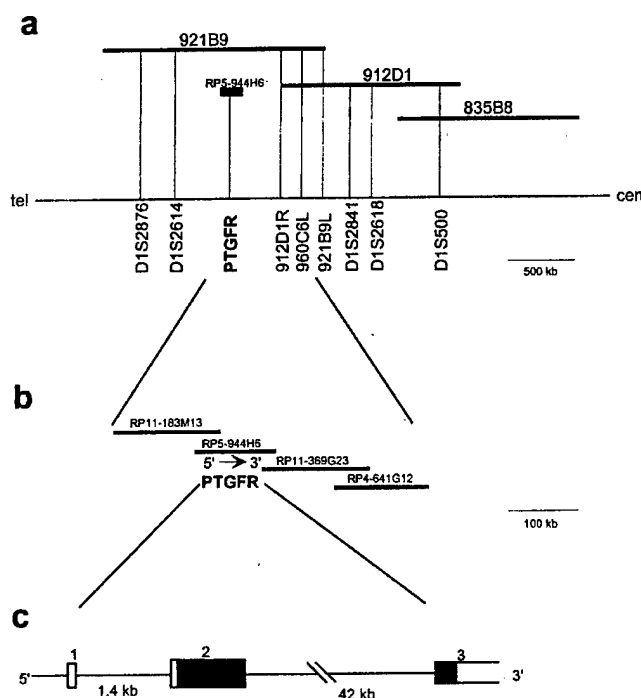 a
921B9
RP5-944H6
912D1
835B8
tel
cen
D1S2876
D1S2614
PTGFR
912D1R
960C6L
921B9L
D1S2841
D1S2618
D1S500
500 kb
b
RP11-183M13
RP5-944H6
5' 3'
RP11-369G23
PTGFR
RP4-641G12
100 kb
c
1 2 3
5' 3'
1.4 kb 42 kb